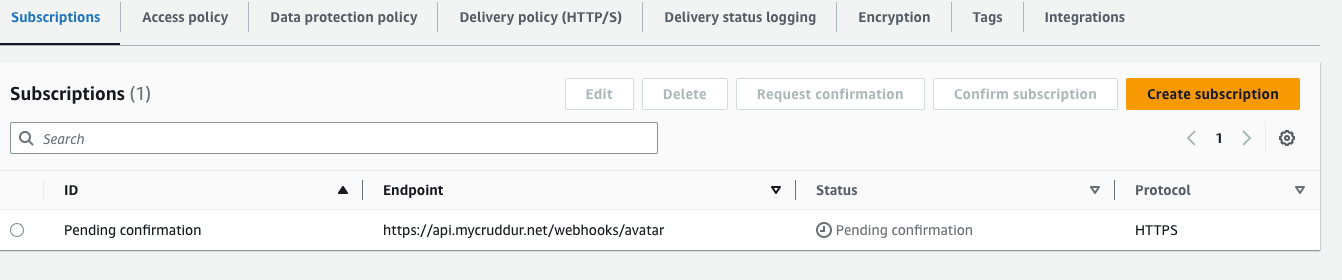 Subscriptions Access policy Data protection policy Delivery policy (HTTP/S) Delivery status logging Encryption Tags Integrations
Subscriptions (1) Edit Delete Request confirmation Confirm subscription Create subscription
Search 1
ID Endpoint Status Protocol
Pending confirmation https://api.mycruddur.net/webhooks/avatar Pending confirmation HTTPS